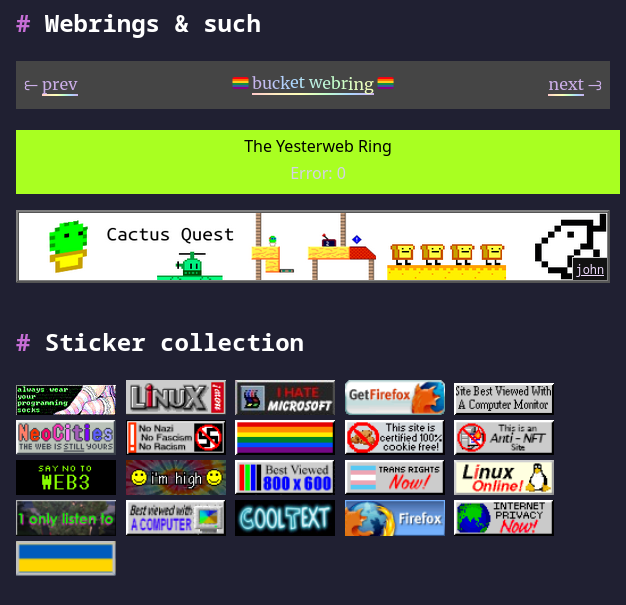 # Webrings & such
prev
bucket webring
next
The Yesterweb Ring
Error: 0
Cactus Quest
john
# Sticker collection
always wear
your
programming
socks
LINUX
now!
I HATE
MICROSOFT
GetFirefox
Site Best Viewed With
A Computer Monitor
NeoCities
THE WEB IS STILL YOURS
No Nazi
No Fascism
No Racism
This site is
certified 100%
cookie free!
This is an
Anti - NFT
Site
SAY NO TO
WEB3
i'm high
Best Viewed
800 x 600
TRANS RIGHTS
Now!
Linux
Online!
I only listen to
Best viewed with
A COMPUTER
COOLTEXT
Firefox
INTERNET
PRIVACY
Now!